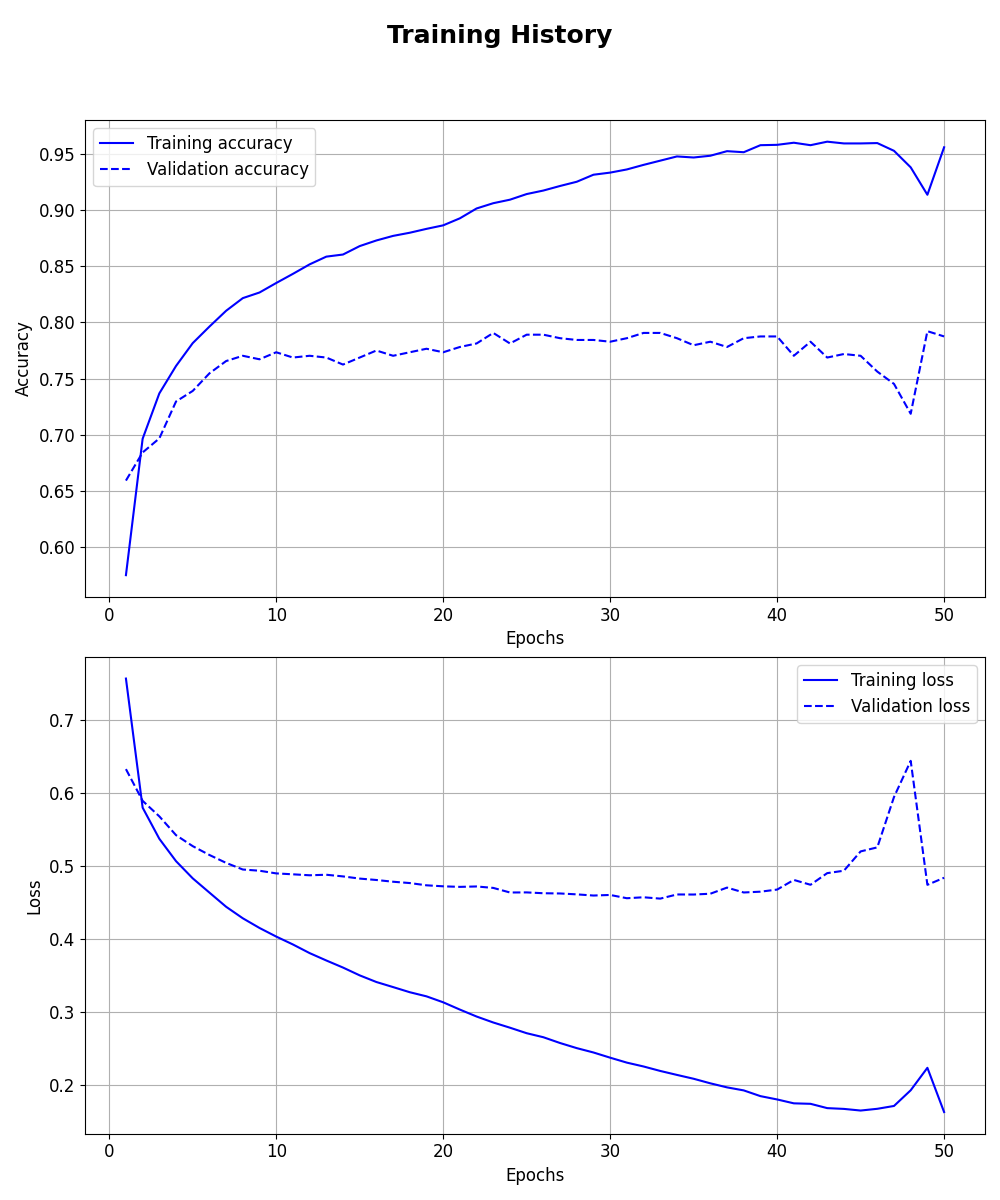 Training History
Training accuracy
Validation accuracy
0.95
0.90
0.85
0.80
0.75
0.70
0.65
0.60
Accuracy
0 10 20 30 40 50
Epochs
Training loss
Validation loss
0.7
0.6
0.5
0.4
0.3
0.2
Loss
0 10 20 30 40 50
Epochs